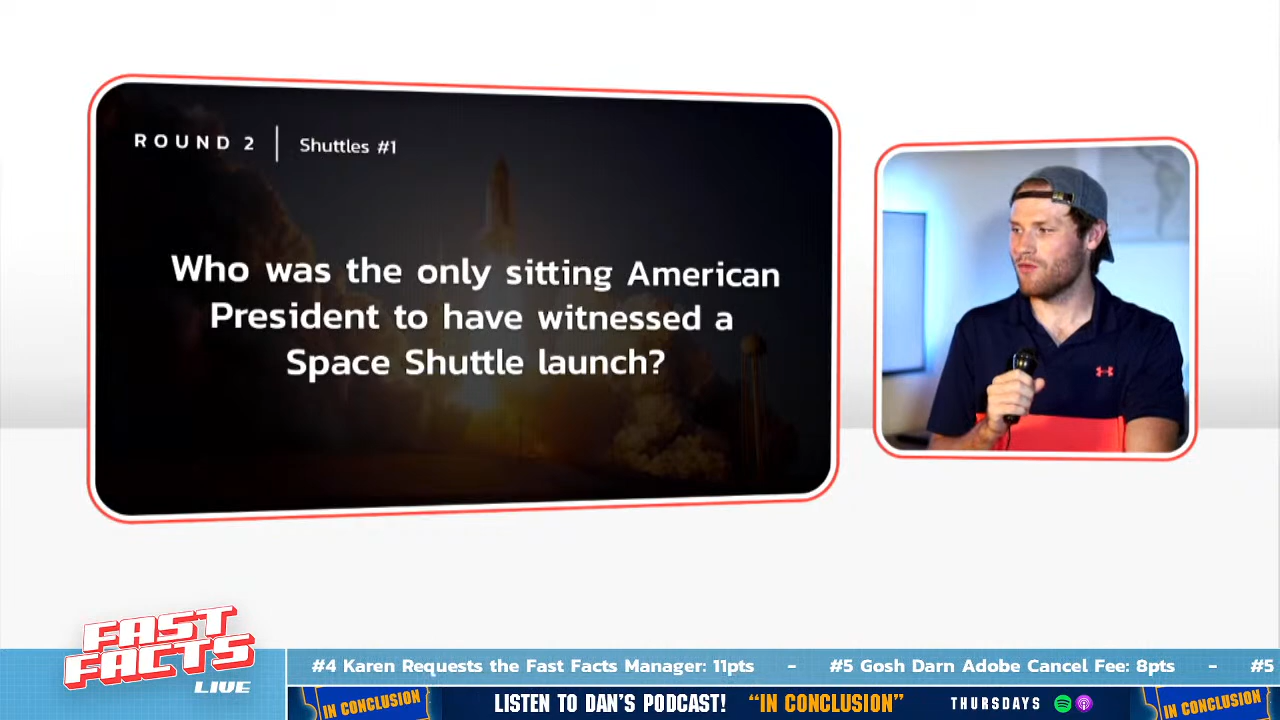 ROUND 2 | Shuttles #1
Who was the only sitting American
President to have witnessed a
Space Shuttle launch?
FAST
FACTS
LIVE
#4 Karen Requests the Fast Facts Manager: 11pts - #5 Gosh Darn Adobe Cancel Fee: 8pts - #5
IN CONCLUSION LISTEN TO DAN'S PODCAST! “IN CONCLUSION” THURSDAYS IN CONCLUSION